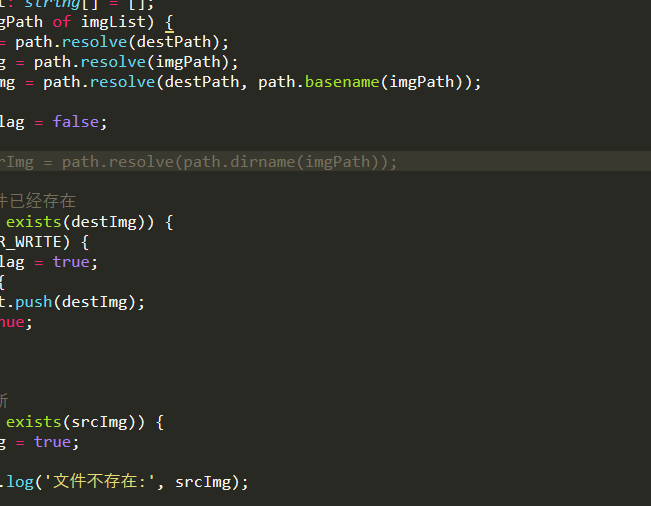 : string[] = [];
gPath of imgList) {
= path.resolve(destPath);
g = path.resolve(imgPath);
mg = path.resolve(destPath, path.basename(imgPath));
lag = false;
rImg = path.resolve(path.dirname(imgPath));
件已经存在
exists(destImg)) {
R_WRITE) {
lag = true;
{
t.push(destImg);
nue;
exists(srcImg)) {
g = true;
.log('文件不存在:', srcImg);